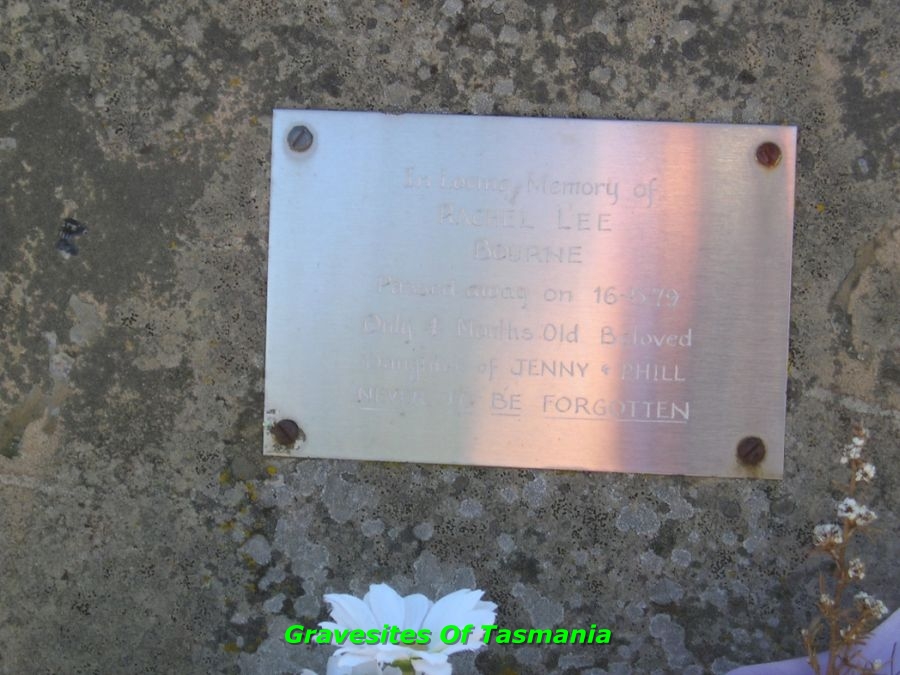 In Loving Memory of
RACHEL LEE
BOURNE
Passed away on 79
Only 4 Months Old Beloved
Daughter of JENNY & PHILL
NEVER TO BE FORGOTTEN
Gravesites Of Tasmania